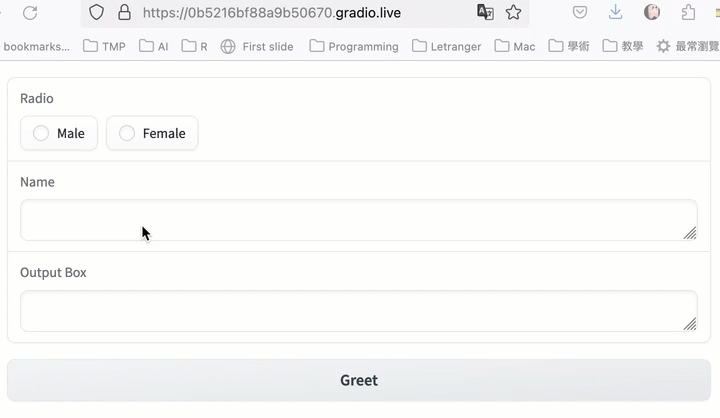 https://0b5216bf88a9b50670.gradio.live
bookmarks... TMP AI R First slide Programming Letranger Mac 學術 教學 最常瀏覽
Radio
Male Female
Name
Output Box
Greet